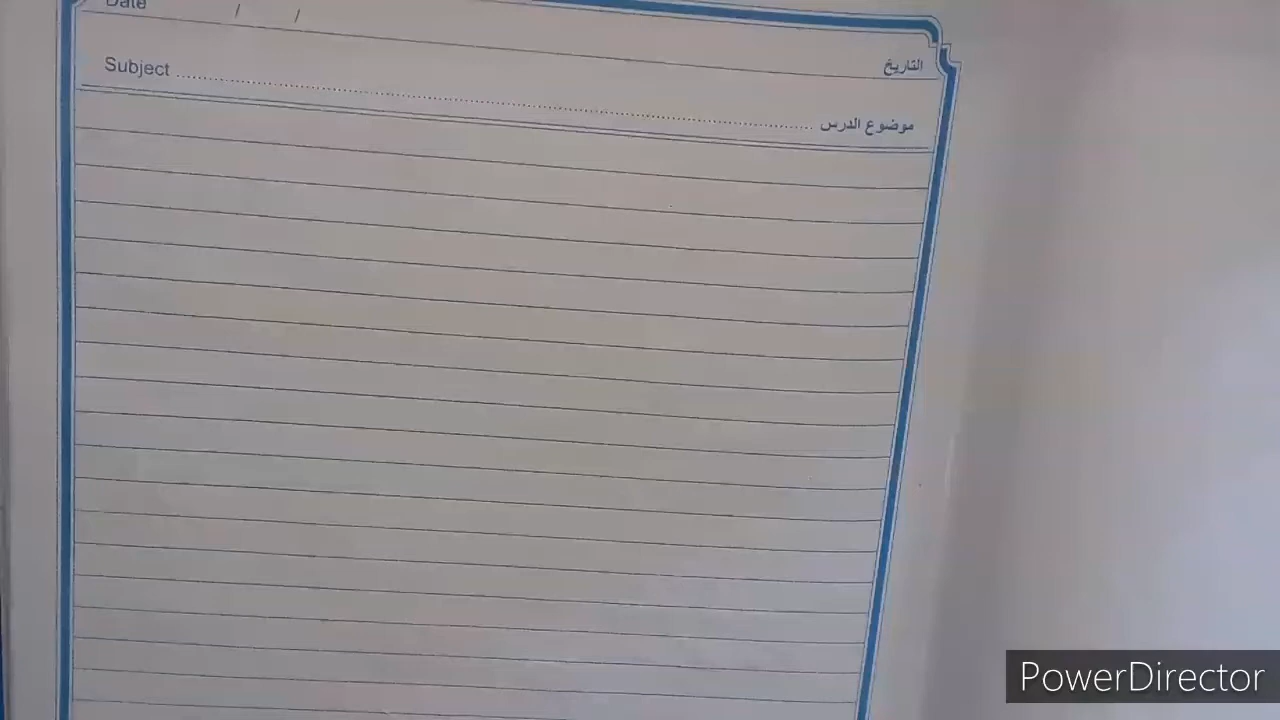 Date / / التاريخ
Subject ........................ موضوع الدرس
PowerDirector